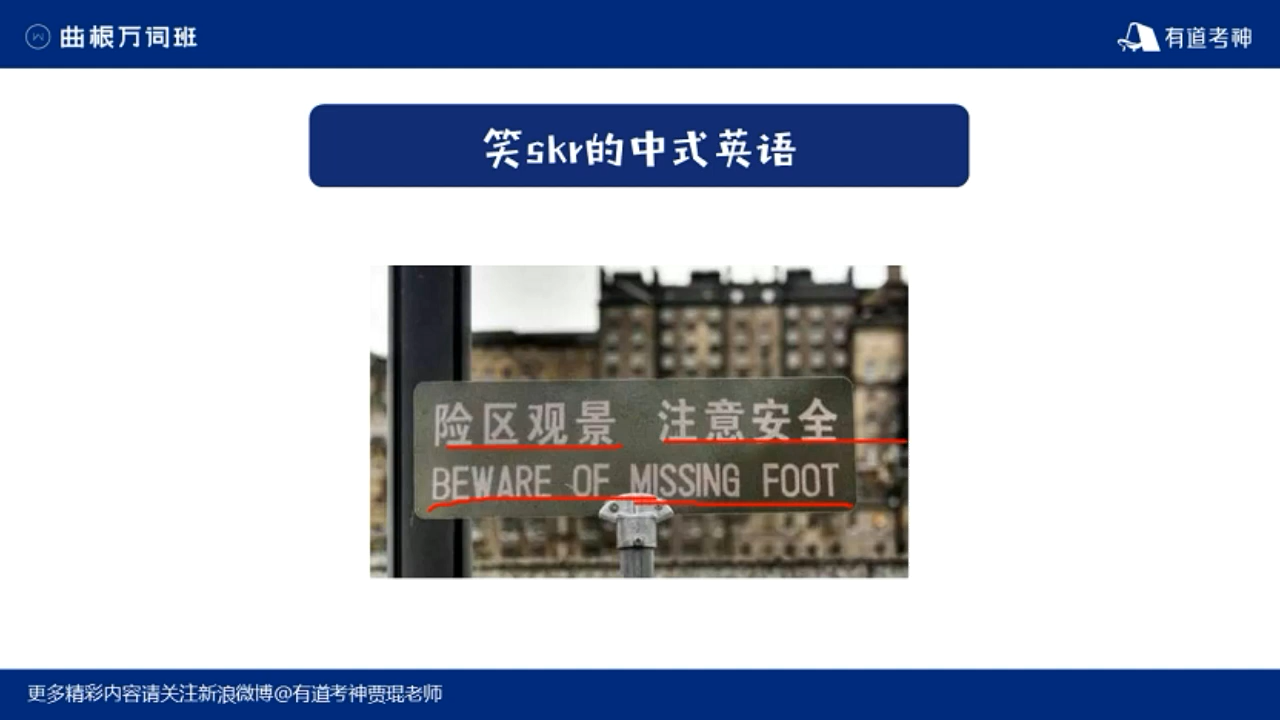 曲根万词班
有道考神
笑skr的中式英语
险区观景 注意安全
BEWARE OF MISSING FOOT
更多精彩内容请关注新浪微博@有道考神贾琨老师